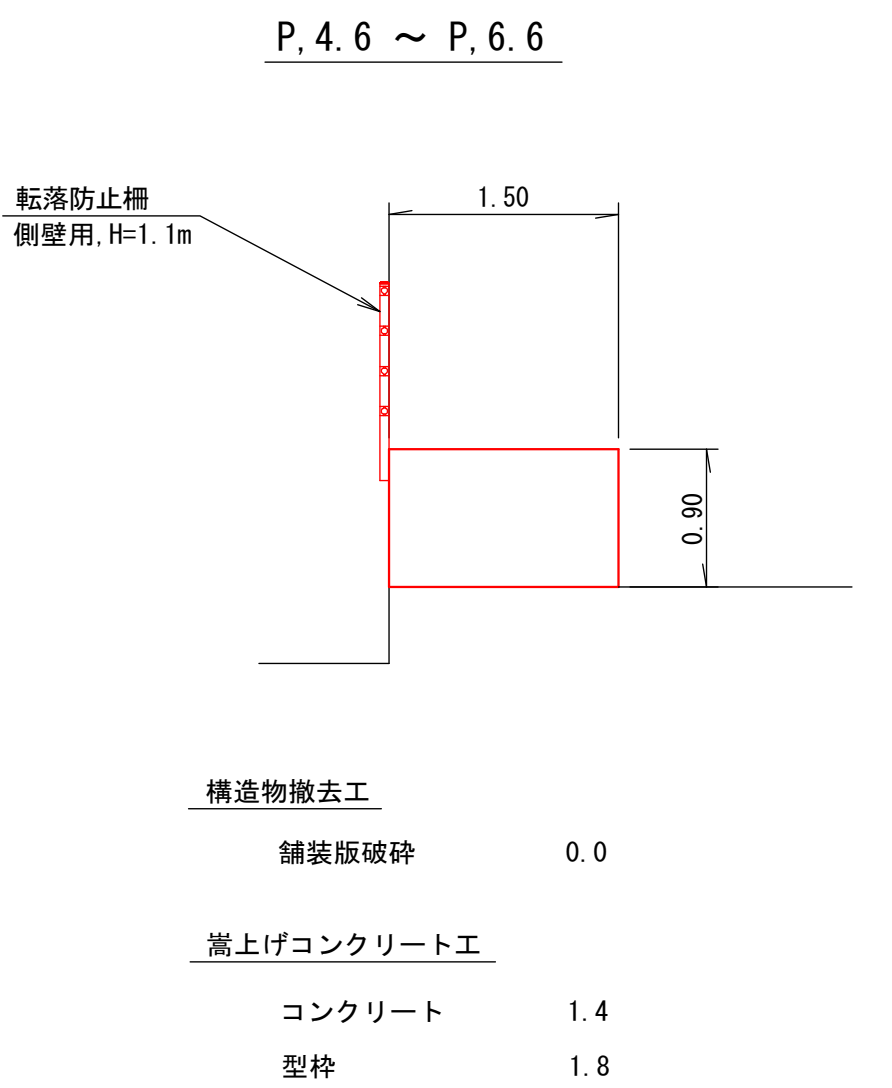 P,4.6 ～ P,6.6
転落防止柵
側壁用,H=1.1m
1.50
0.90
構造物撤去工
舗装版破砕 0.0
嵩上げコンクリート工
コンクリート 1.4
型枠 1.8